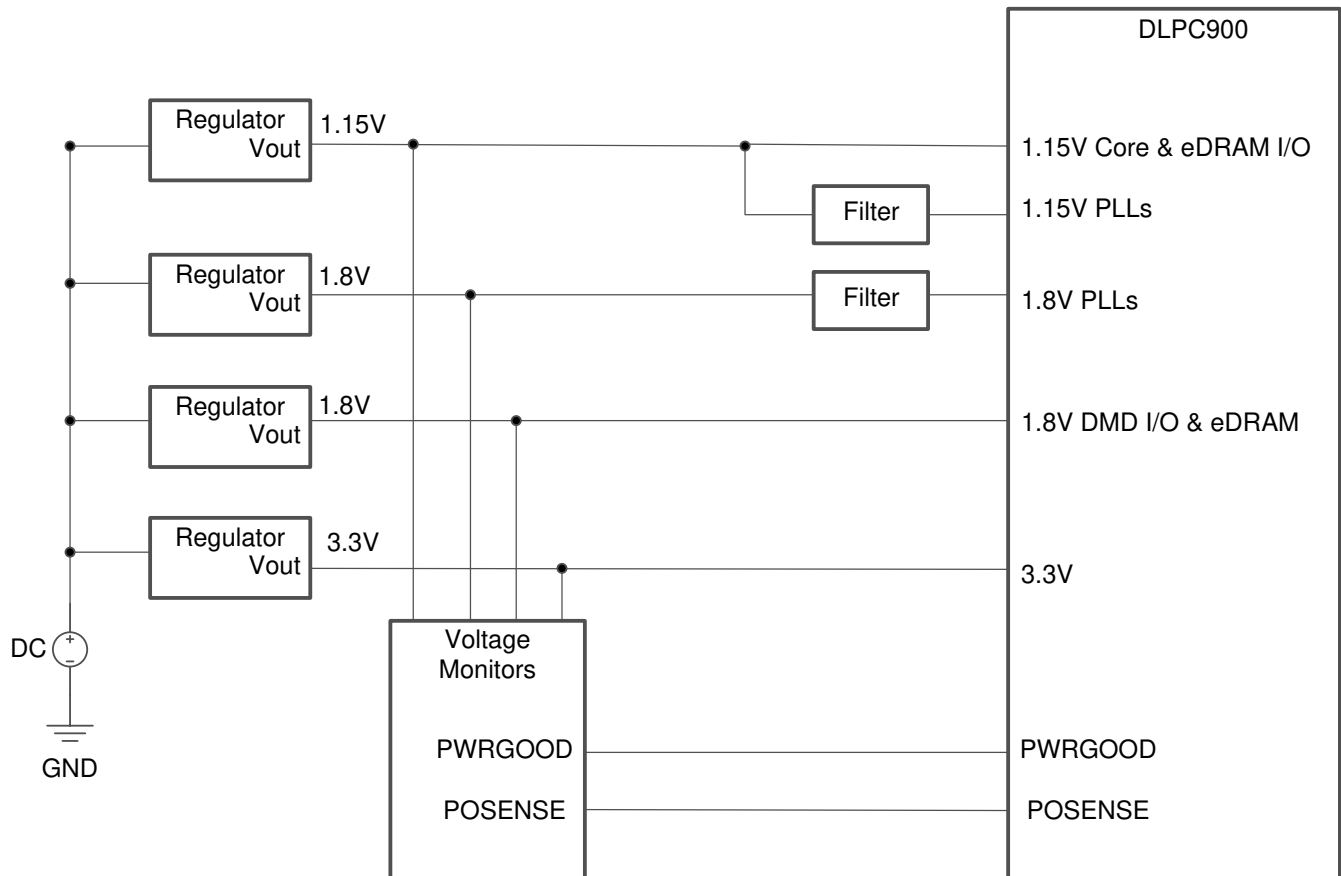 DLPC900
Regulator
Vout
1.15V
1.15V Core & eDRAM I/O
Filter
1.15V PLLs
Regulator
Vout
1.8V
Filter
1.8V PLLs
Regulator
Vout
1.8V
1.8V DMD I/O & eDRAM
Regulator
Vout
3.3V
3.3V
DC
+
–
GND
Voltage
Monitors
PWRGOOD
PWRGOOD
POSENSE
POSENSE